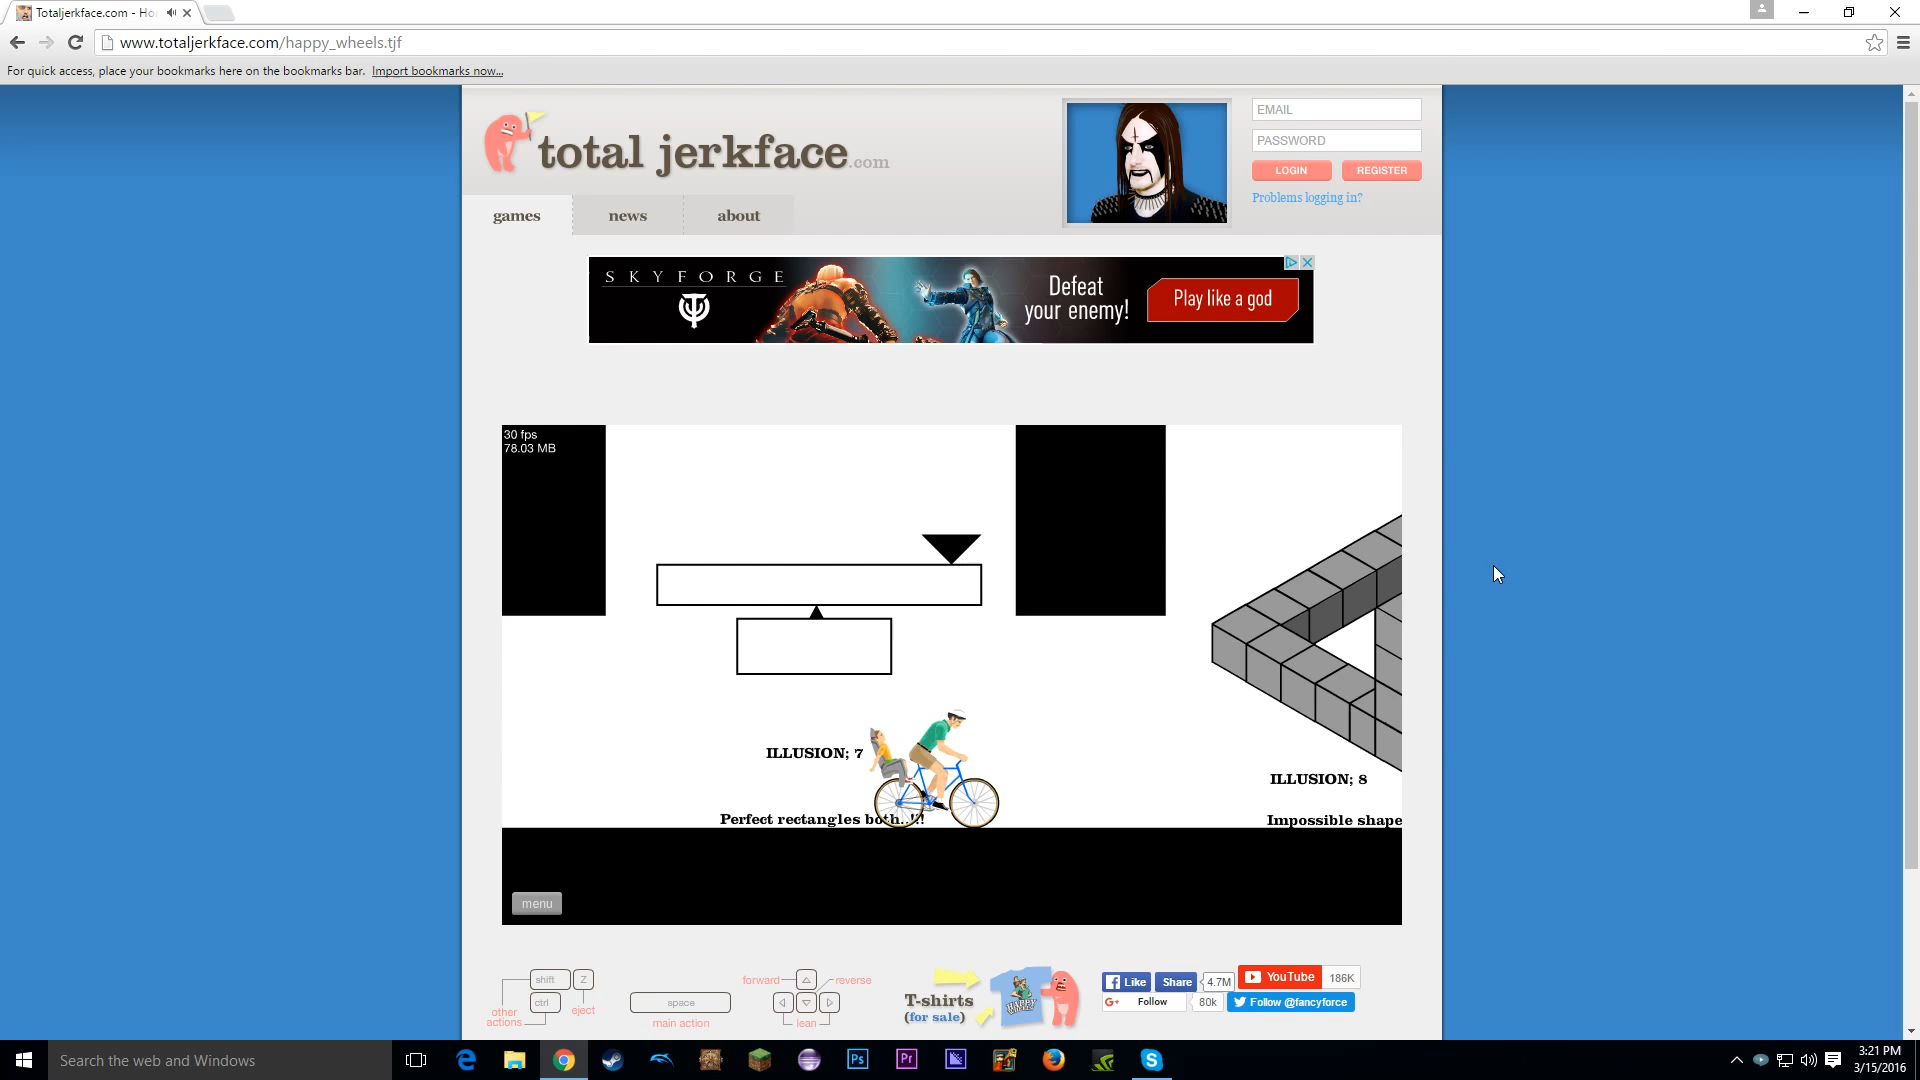 Totaljerkface.com - Ho
www.totaljerkface.com/happy_wheels.tjf
For quick access, place your bookmarks here on the bookmarks bar. Import bookmarks now...
total jerkface.com
EMAIL
PASSWORD
LOGIN REGISTER
Problems logging in?
games news about
SKYFORGE
Defeat
your enemy!
Play like a god
30 fps
78.03 MB
ILLUSION; 7
Perfect rectangles both..!!!
ILLUSION; 8
Impossible shape
menu
shift Z
ctrl
other
actions
eject
space
main action
forward reverse
lean
T-shirts
(for sale)
HAPPY WHEELS
Like Share 4.7M
YouTube 186K
G+ Follow 80k
Follow @fancyforce
Search the web and Windows
Ps
Pr
3:21 PM
3/15/2016